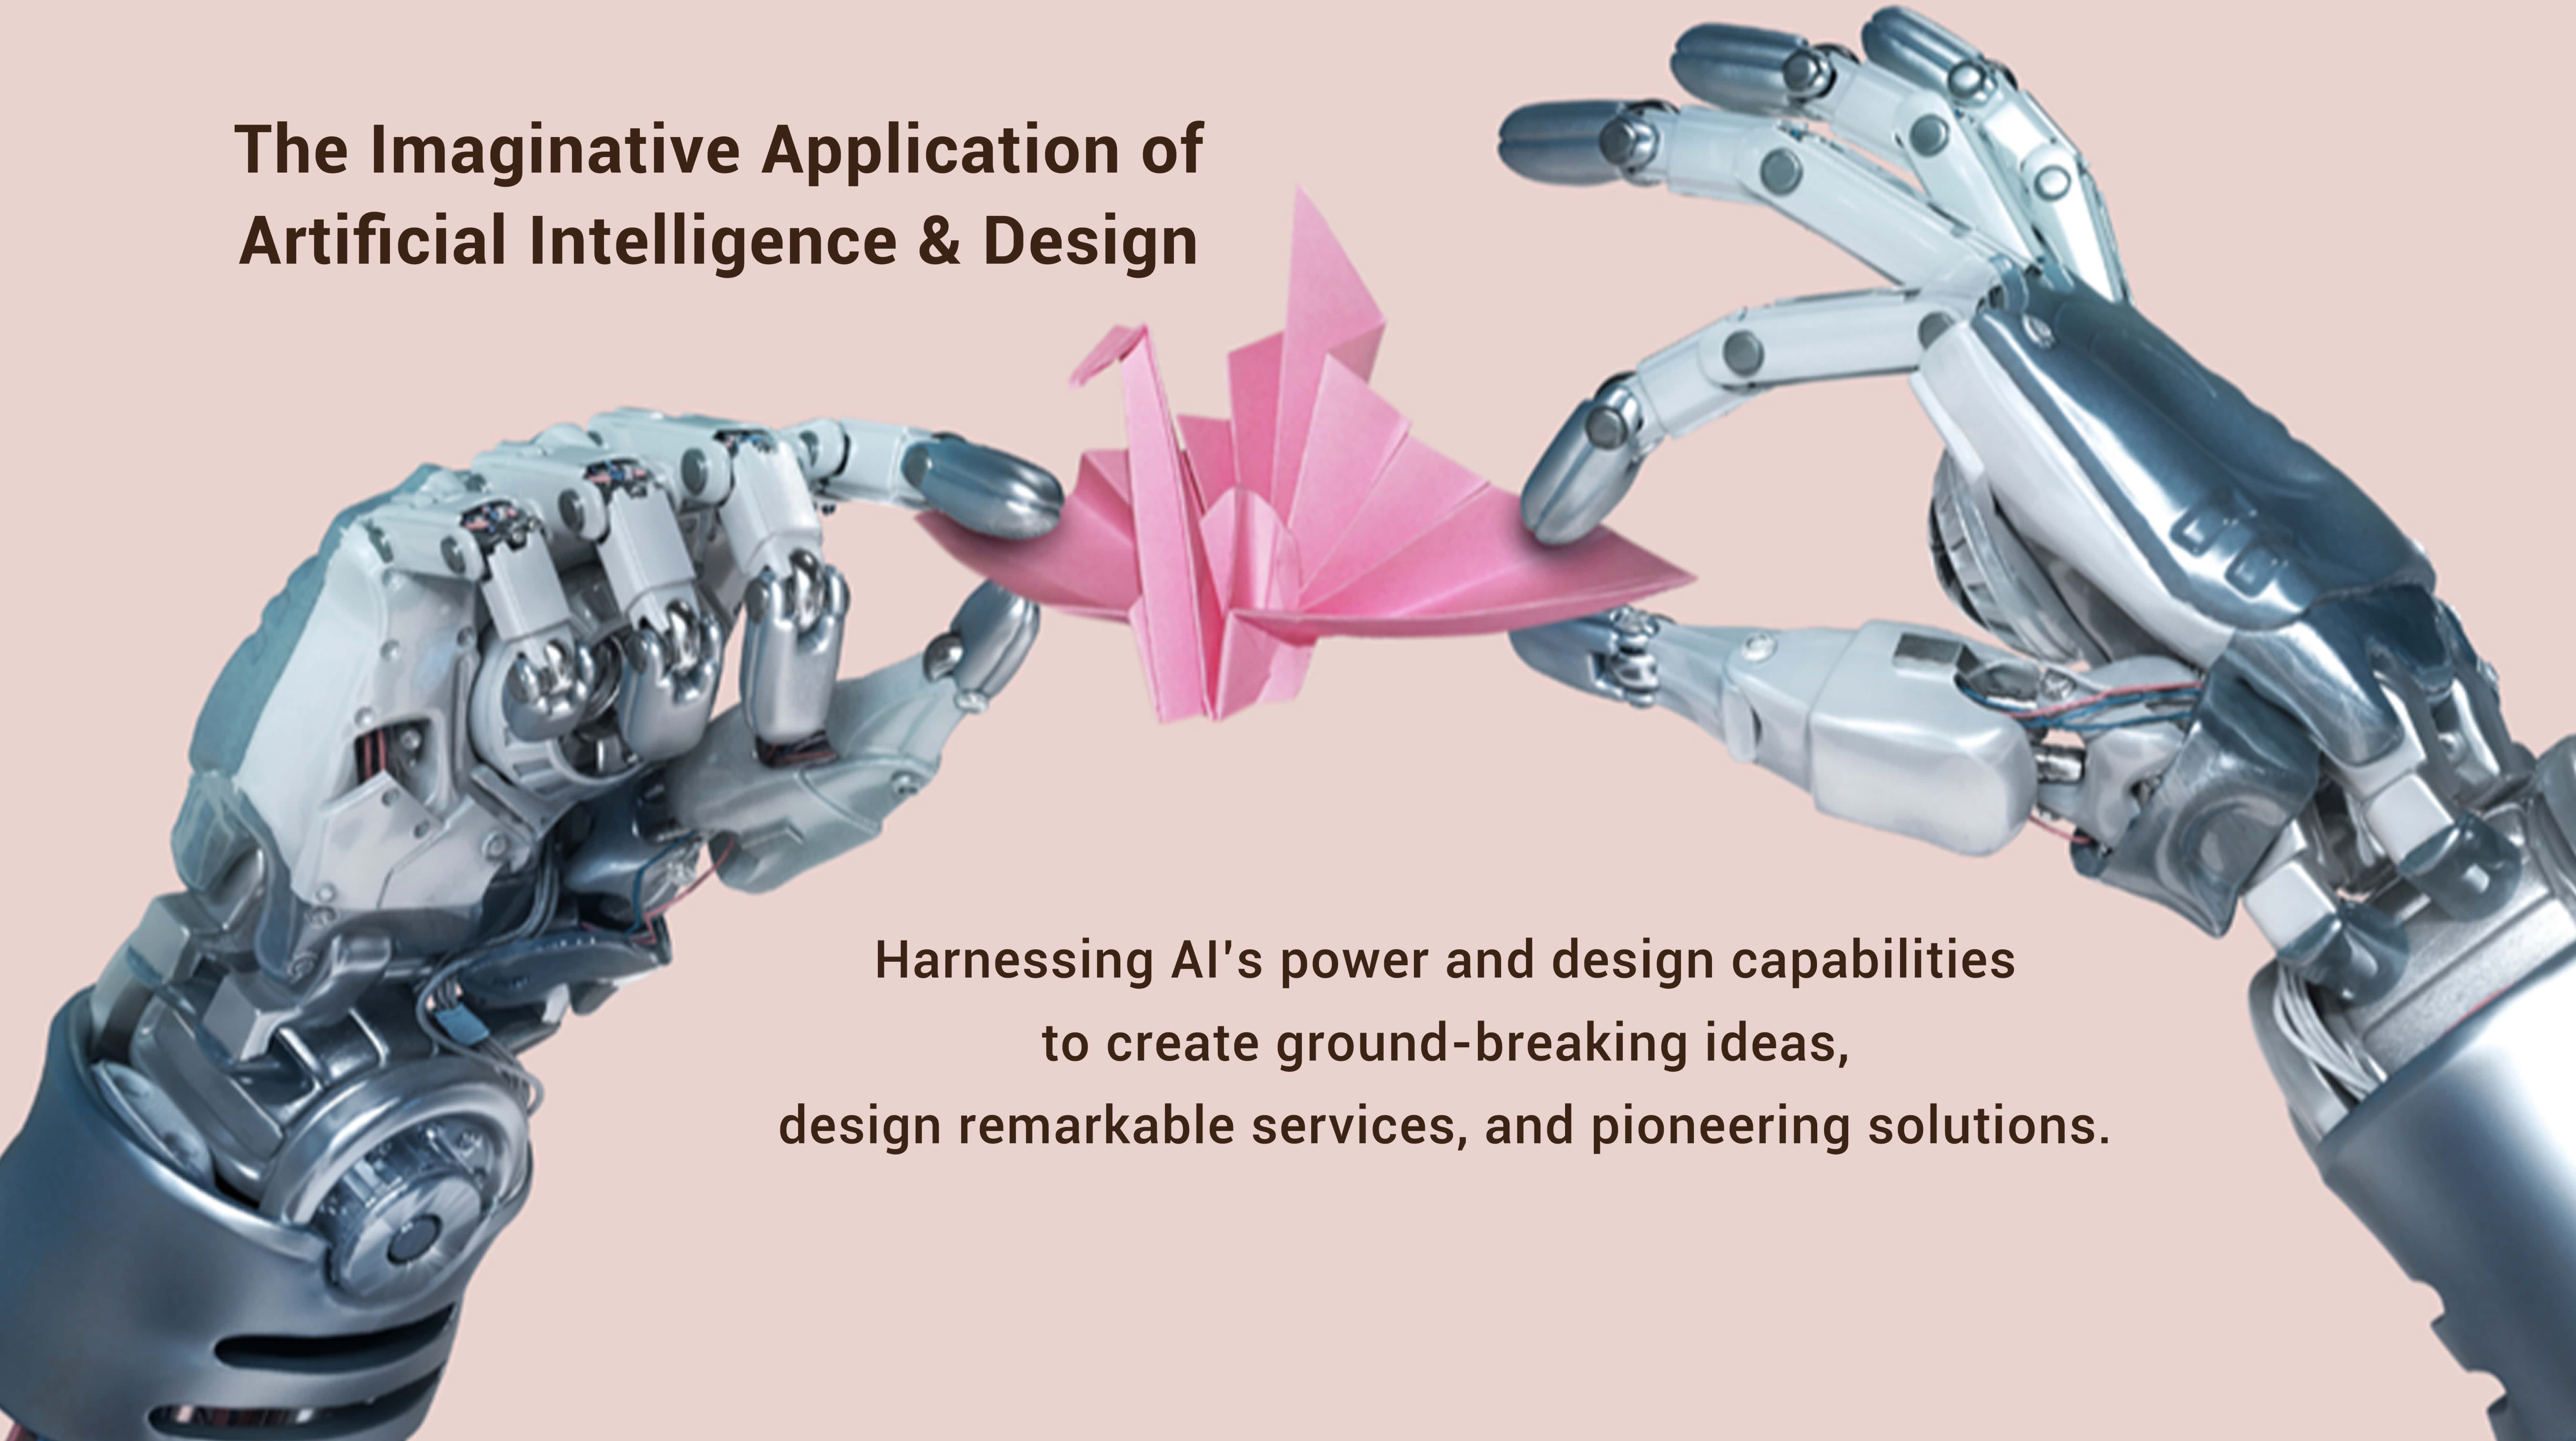 The Imaginative Application of
Artificial Intelligence & Design
Harnessing AI's power and design capabilities
to create ground-breaking ideas,
design remarkable services, and pioneering solutions.